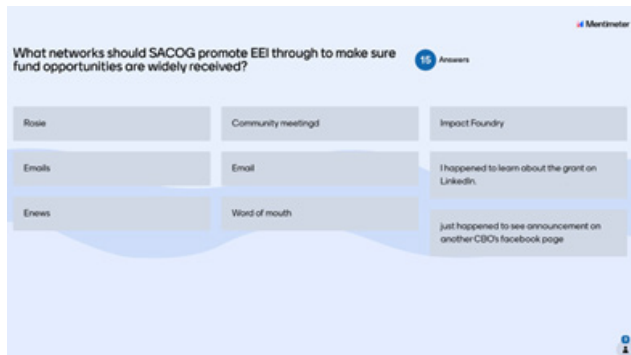 Mentimeter
What networks should SACOG promote EEI through to make sure
fund opportunities are widely received?
15 Answers
Rosie
Community meetingd
Impact Foundry
Emails
Email
I happened to learn about the grant on
LinkedIn.
Enews
Word of mouth
just happened to see announcement on
another CBO's facebook page